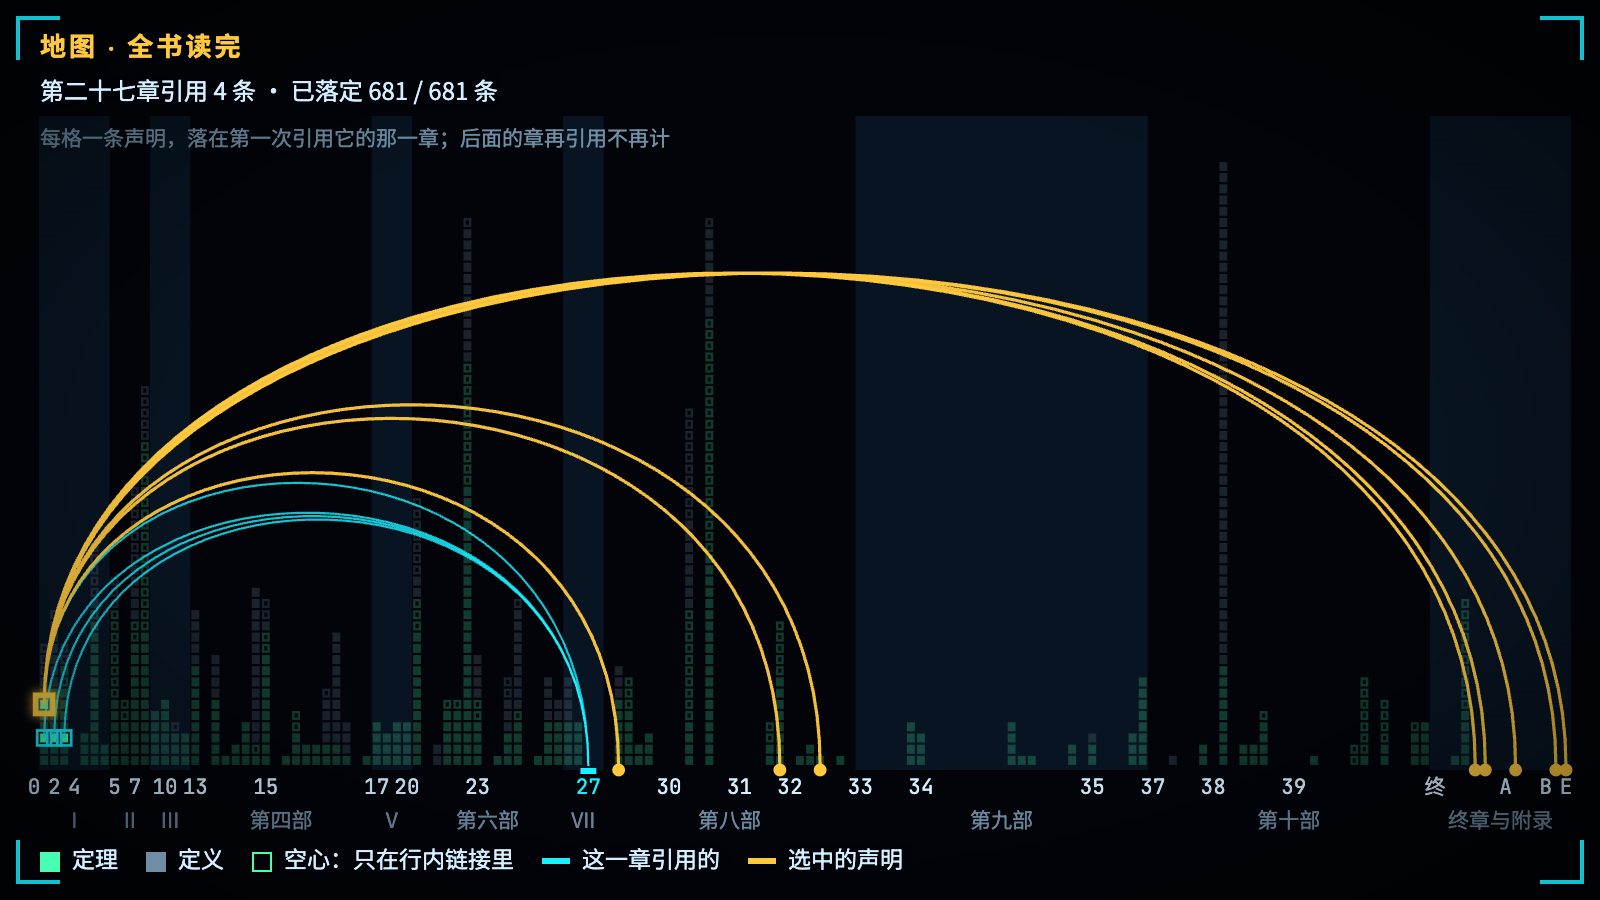 地图 · 全书读完
第二十七章引用 4 条 · 已落定 681 / 681 条
每格一条声明，落在第一次引用它的那一章；后面的章再引用不再计
0 2 4 5 7 10 13 15 17 20 23 27 30 31 32 33 34 35 37 38 39 终 A B E
I II III 第四部 V 第六部 VII 第八部 第九部 第十部 终章与附录
定理 定义 空心：只在行内链接里 这一章引用的 选中的声明